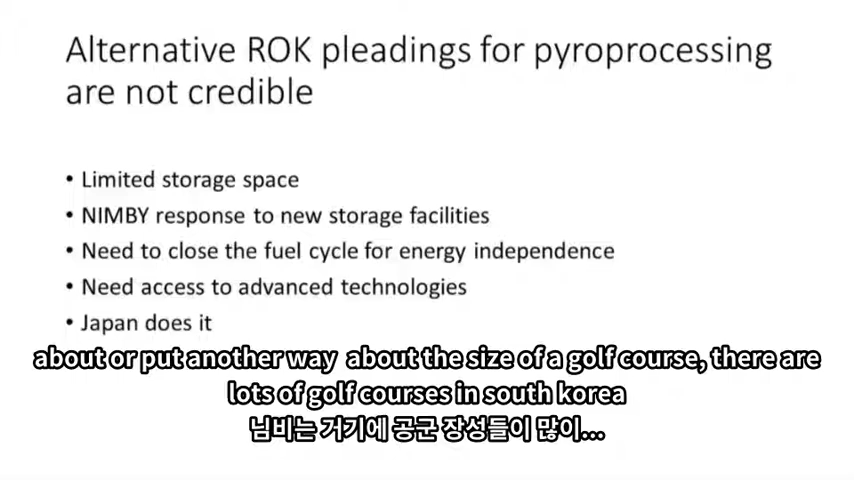 Alternative ROK pleadings for pyroprocessing
are not credible
• Limited storage space
• NIMBY response to new storage facilities
• Need to close the fuel cycle for energy independence
• Need access to advanced technologies
• Japan does it
about or put another way about the size of a golf course, there are
lots of golf courses in south korea
님비는 거기에 공군 장성들이 많이...